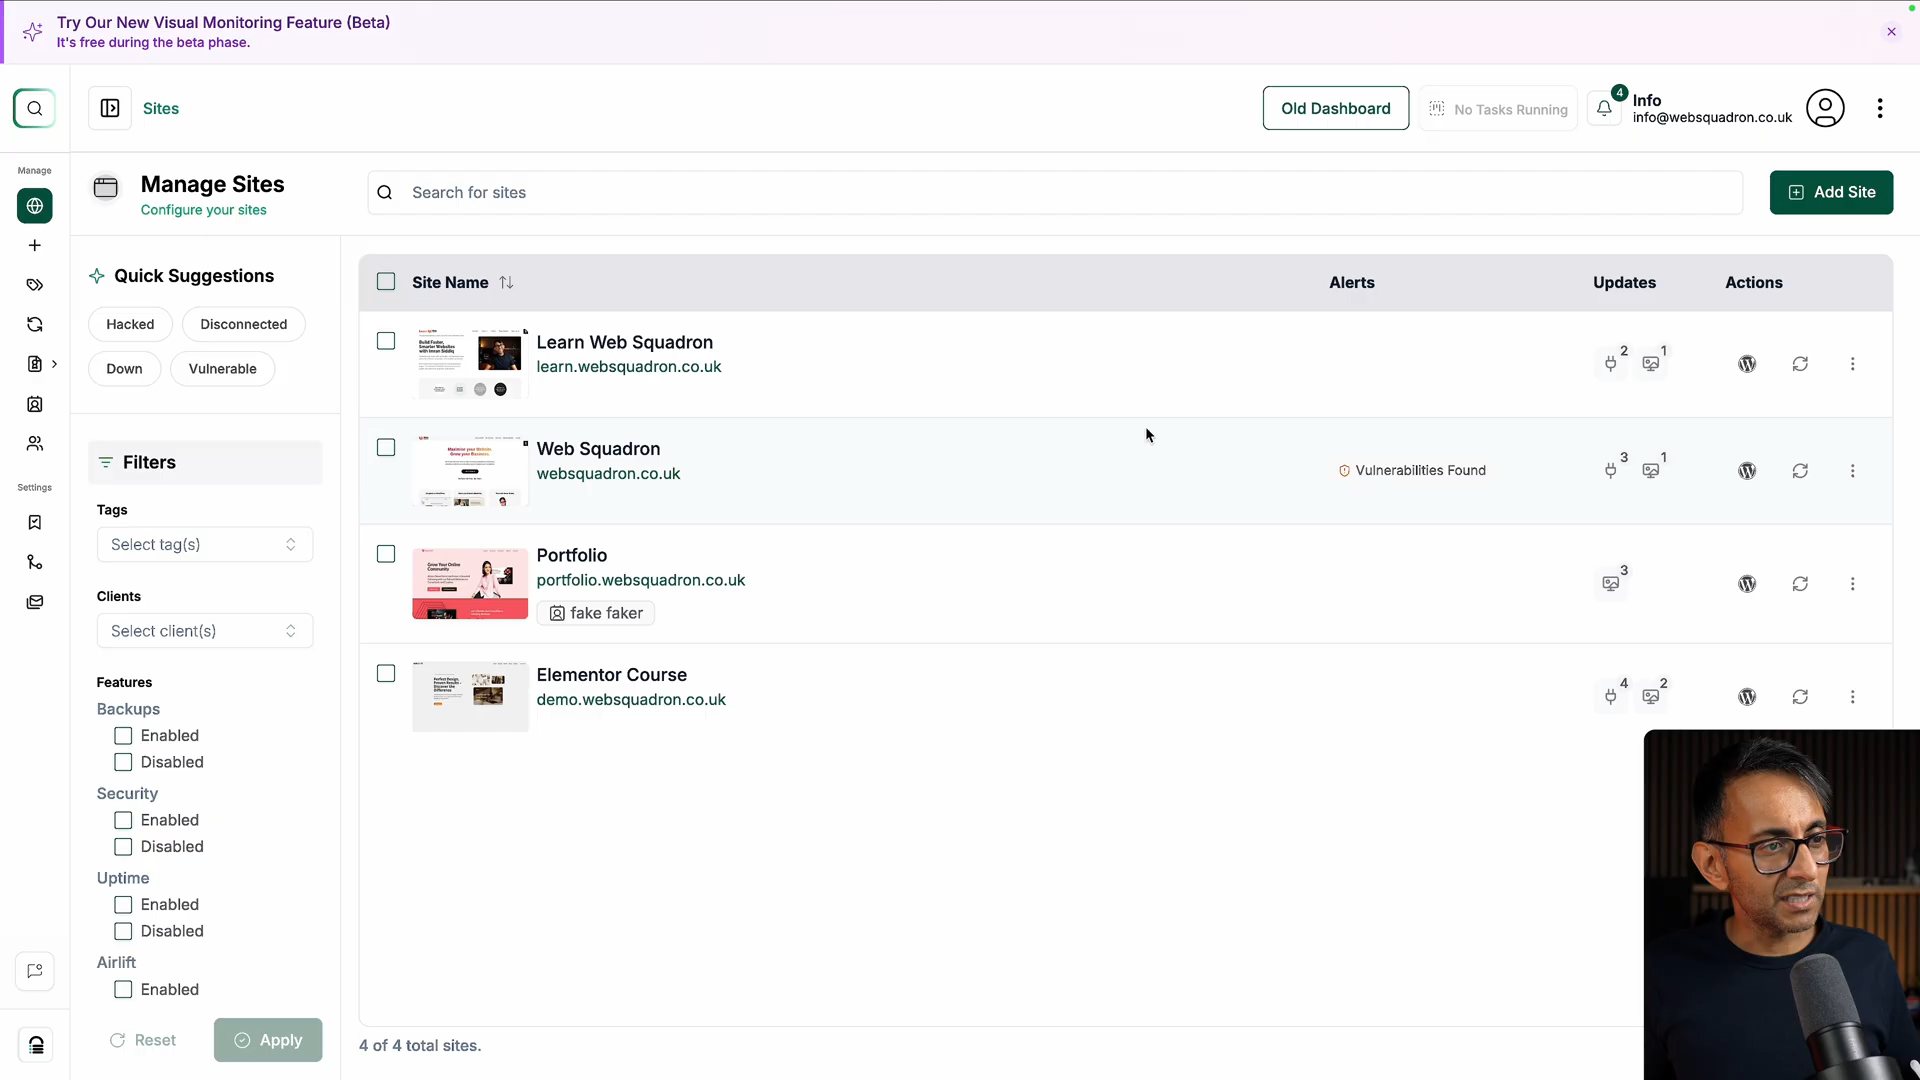 Try Our New Visual Monitoring Feature (Beta)
It's free during the beta phase.
Sites
Old Dashboard
No Tasks Running
4
Info
info@websquadron.co.uk
Manage
Manage Sites
Configure your sites
Search for sites
Add Site
Quick Suggestions
Hacked
Disconnected
Down
Vulnerable
Filters
Tags
Select tag(s)
Clients
Select client(s)
Features
Backups
Enabled
Disabled
Security
Enabled
Disabled
Uptime
Enabled
Disabled
Airlift
Enabled
Reset
Apply
Settings
Site Name
Alerts
Updates
Actions
Learn Web Squadron
learn.websquadron.co.uk
2
1
Web Squadron
websquadron.co.uk
Vulnerabilities Found
3
1
Portfolio
portfolio.websquadron.co.uk
fake faker
3
Elementor Course
demo.websquadron.co.uk
4
2
4 of 4 total sites.